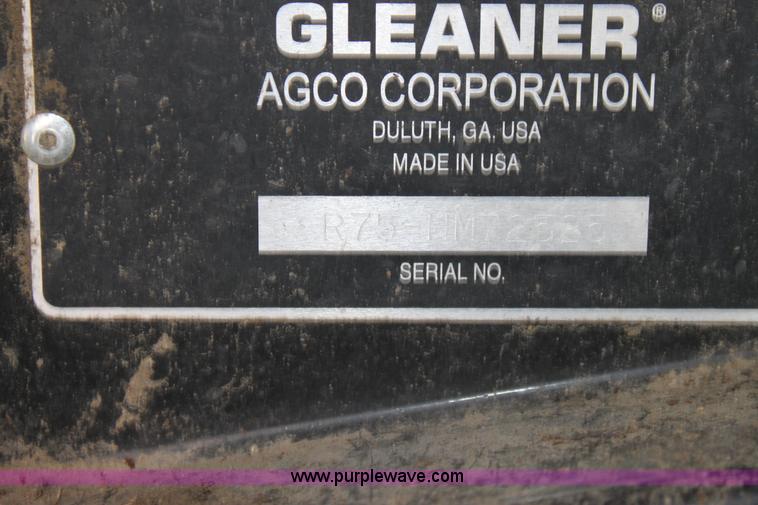 GLEANER®
AGCO CORPORATION
DULUTH, GA. USA
MADE IN USA
SERIAL NO.
www.purplewave.com